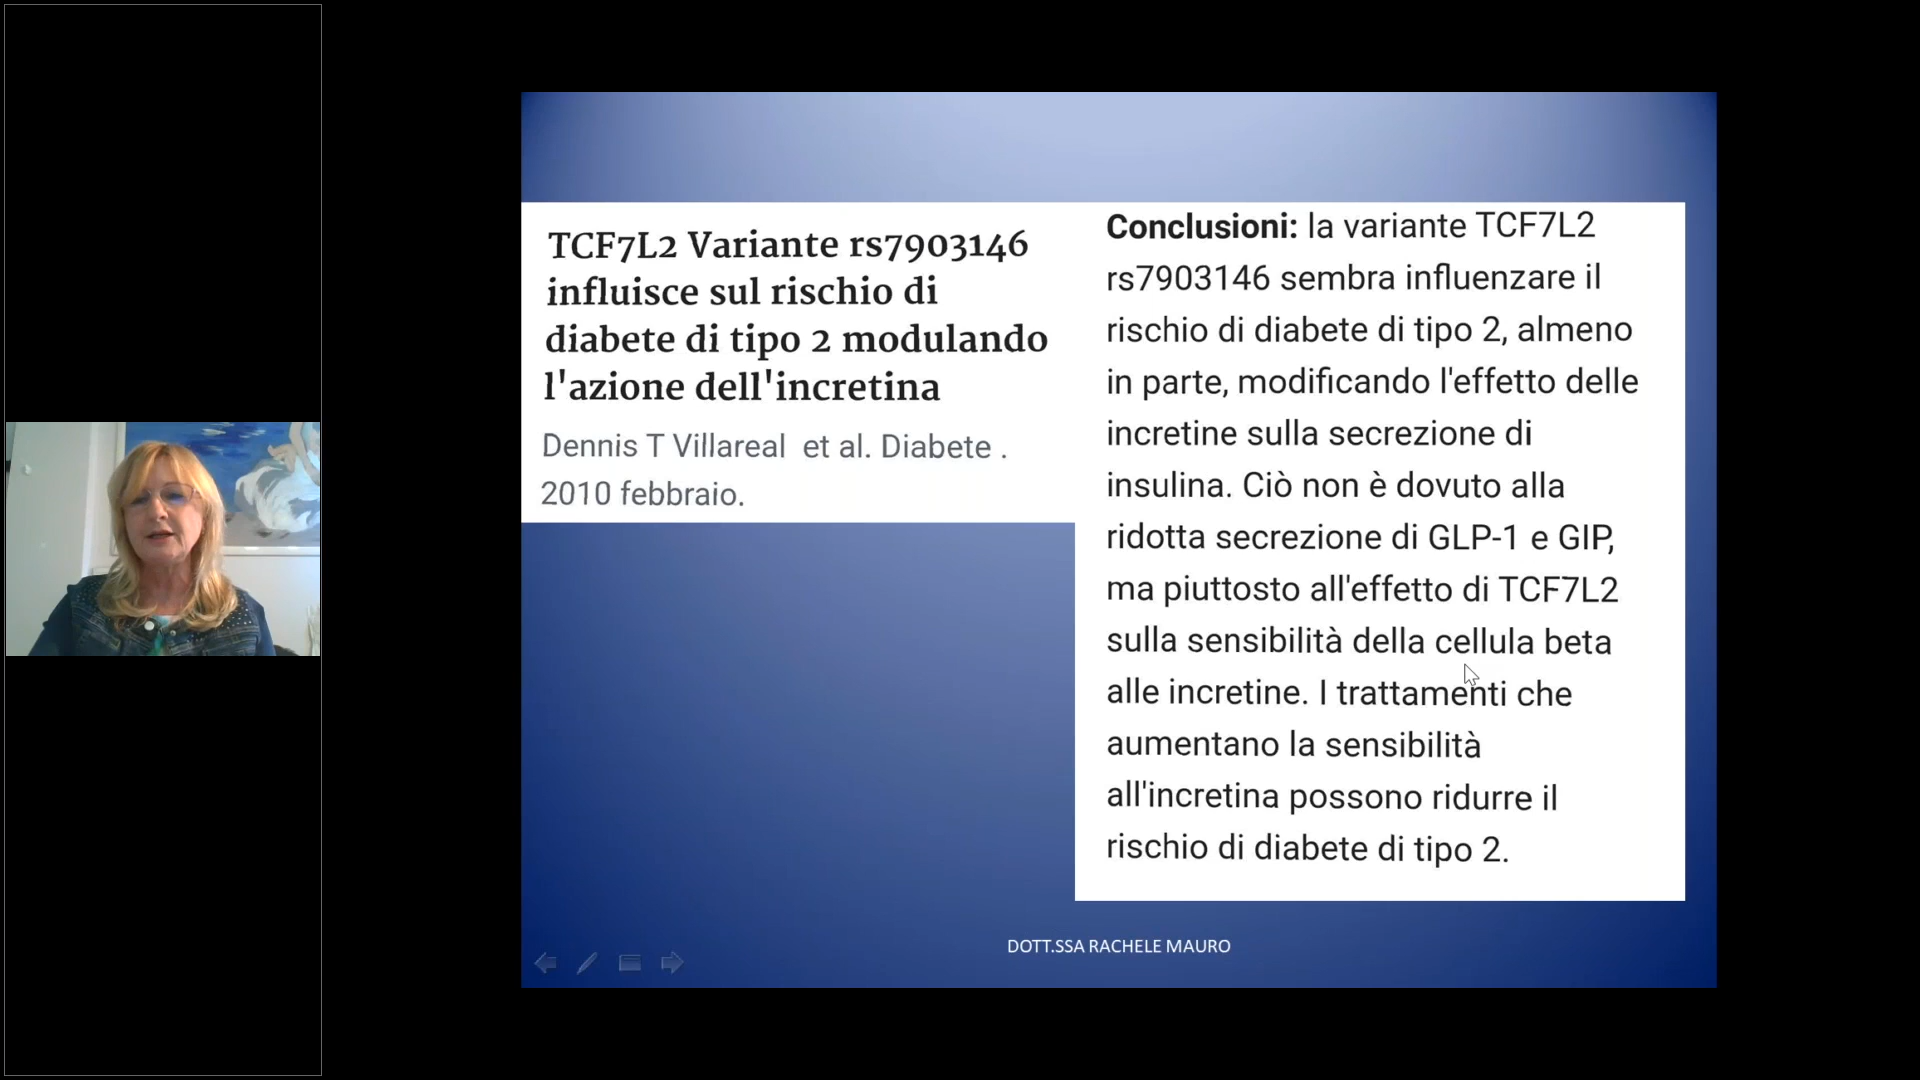 TCF7L2 Variante rs7903146
influisce sul rischio di
diabete di tipo 2 modulando
l'azione dell'incretina
Dennis T Villareal et al. Diabete .
2010 febbraio.
Conclusioni: la variante TCF7L2
rs7903146 sembra influenzare il
rischio di diabete di tipo 2, almeno
in parte, modificando l'effetto delle
incretine sulla secrezione di
insulina. Ciò non è dovuto alla
ridotta secrezione di GLP-1 e GIP,
ma piuttosto all'effetto di TCF7L2
sulla sensibilità della cellula beta
alle incretine. I trattamenti che
aumentano la sensibilità
all'incretina possono ridurre il
rischio di diabete di tipo 2.
DOTT.SSA RACHELE MAURO